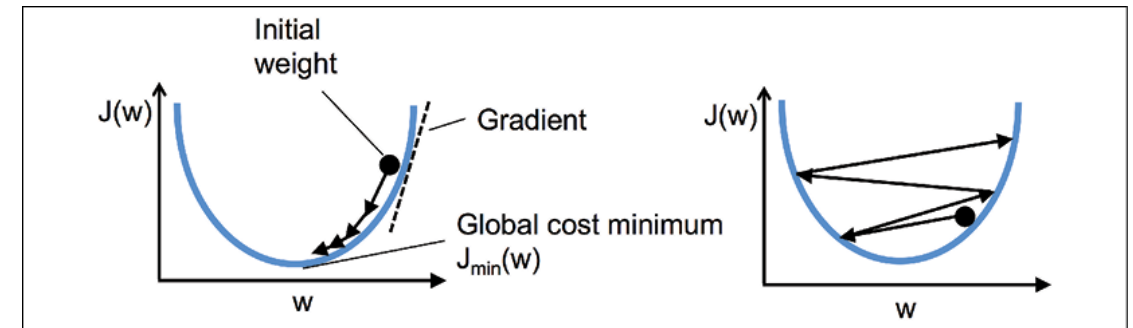 Initial
weight
J(w)
Gradient
Global cost minimum
Jmin(w)
w
J(w)
w